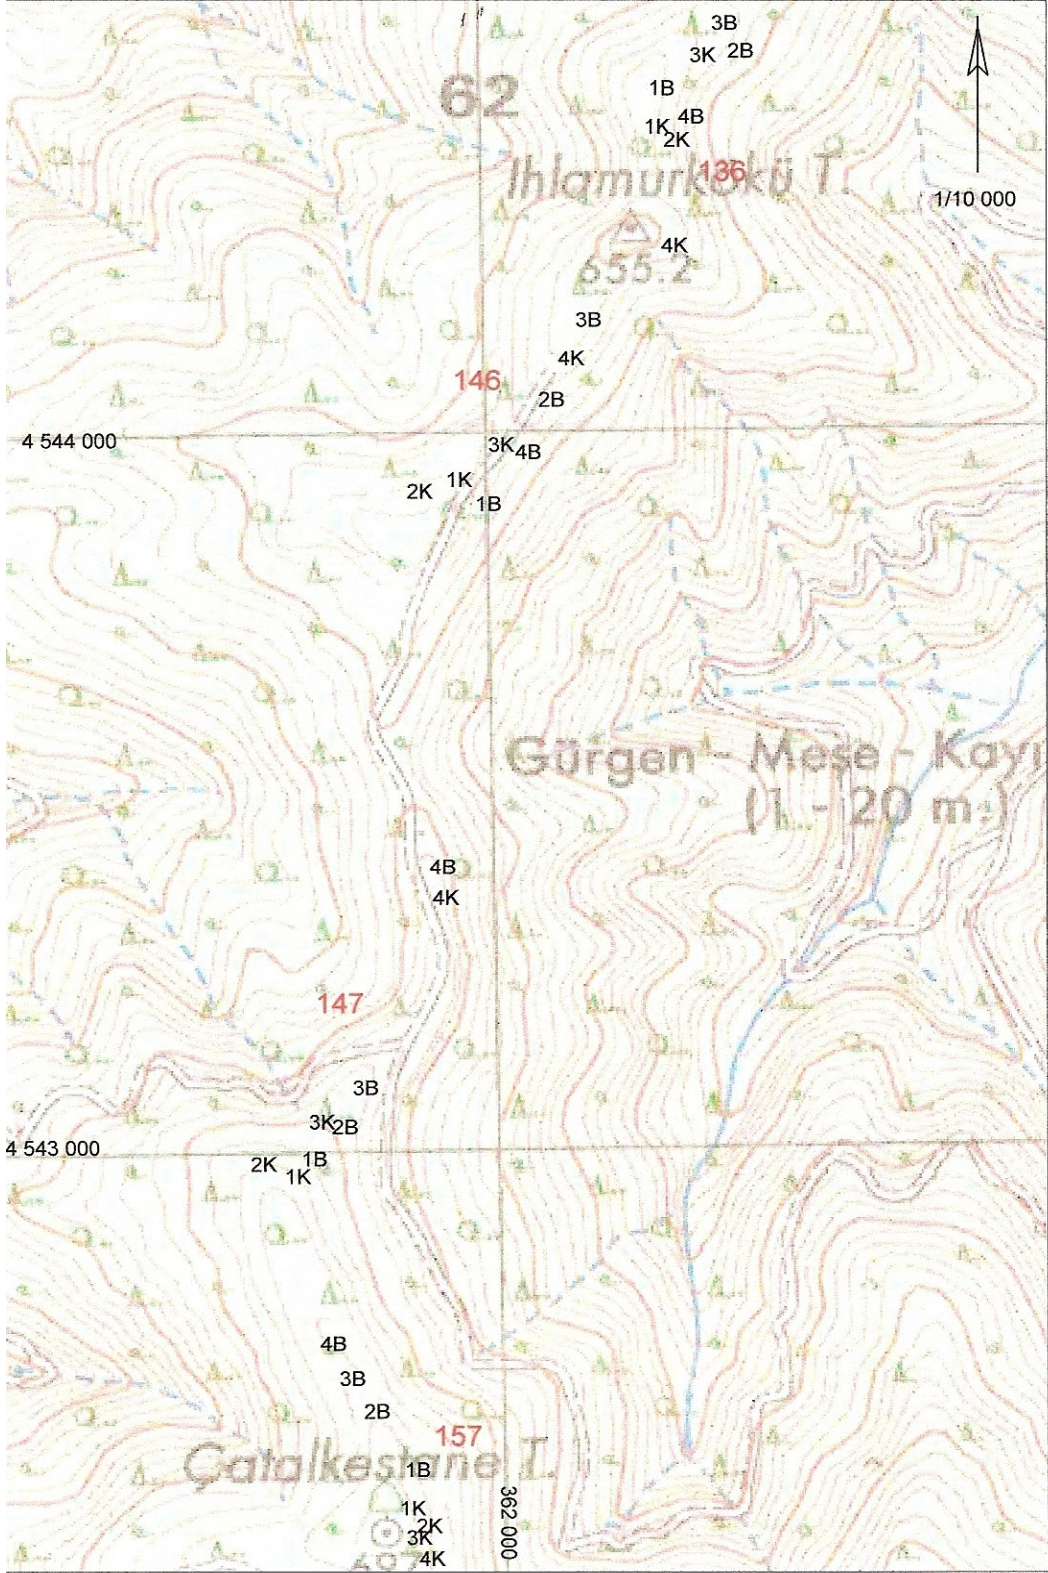 3B
3K 2B
62
1B
4B
1K
2K
136
Ihlamurkökü T.
1/10 000
4K
655.2
3B
4K
146
2B
4 544 000
3K 4B
1K
2K
1B
Gürgen - Meşe - Kayı
(1 - 20 m.)
4B
4K
147
3B
3K 2B
4 543 000
1B
2K
1K
4B
3B
2B
157
Çatalkestane T.
1B
362 000
1K
2K
3K
4K
697